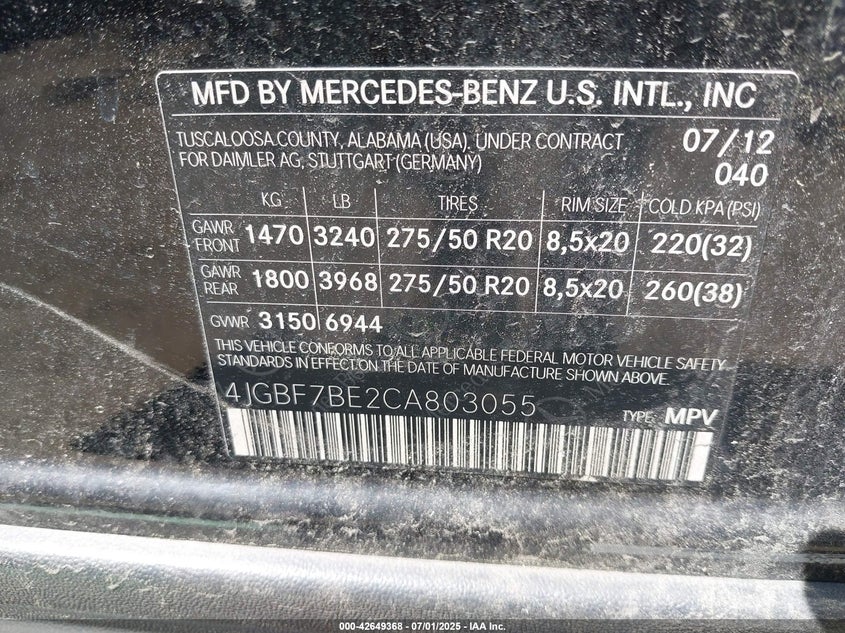 MFD BY MERCEDES-BENZ U.S. INTL., INC
TUSCALOOSA COUNTY, ALABAMA (USA). UNDER CONTRACT
FOR DAIMLER AG, STUTTGART (GERMANY)
07/12
040
KG LB TIRES RIM SIZE COLD KPA (PSI)
GAWR FRONT 1470 3240 275/50 R20 8,5x20 220(32)
GAWR REAR 1800 3968 275/50 R20 8,5x20 260(38)
GVWR 3150 6944
THIS VEHICLE CONFORMS TO ALL APPLICABLE FEDERAL MOTOR VEHICLE SAFETY
STANDARDS IN EFFECT ON THE DATE OF MANUFACTURE SHOWN ABOVE.
4JGBF7BE2CA803055 TYPE: MPV
000-42649368 - 07/01/2025 - IAA Inc.